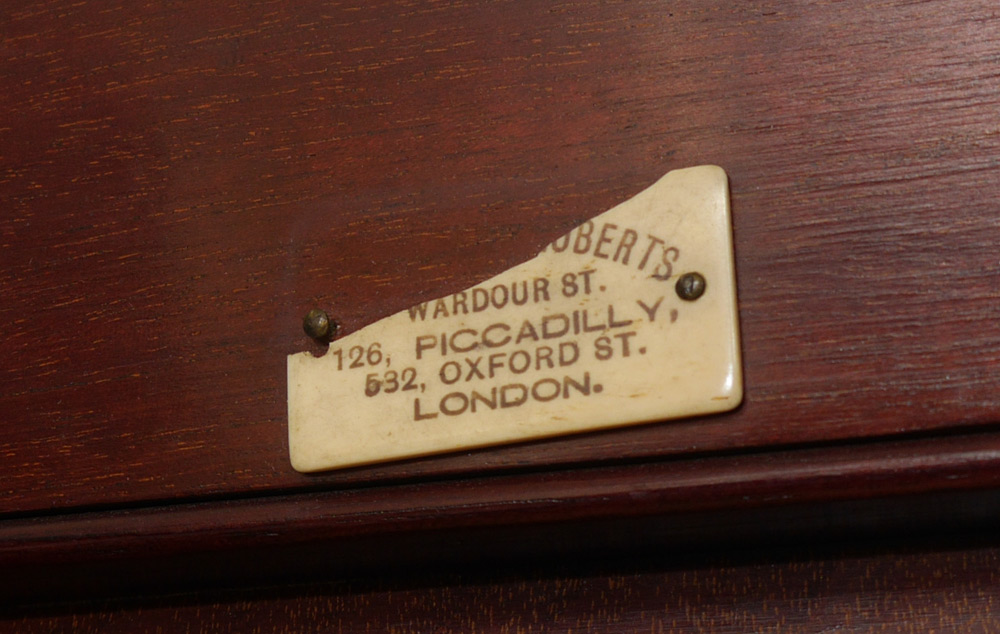 OBERTS
WARDOUR ST.
126, PICCADILLY,
532, OXFORD ST.
LONDON.